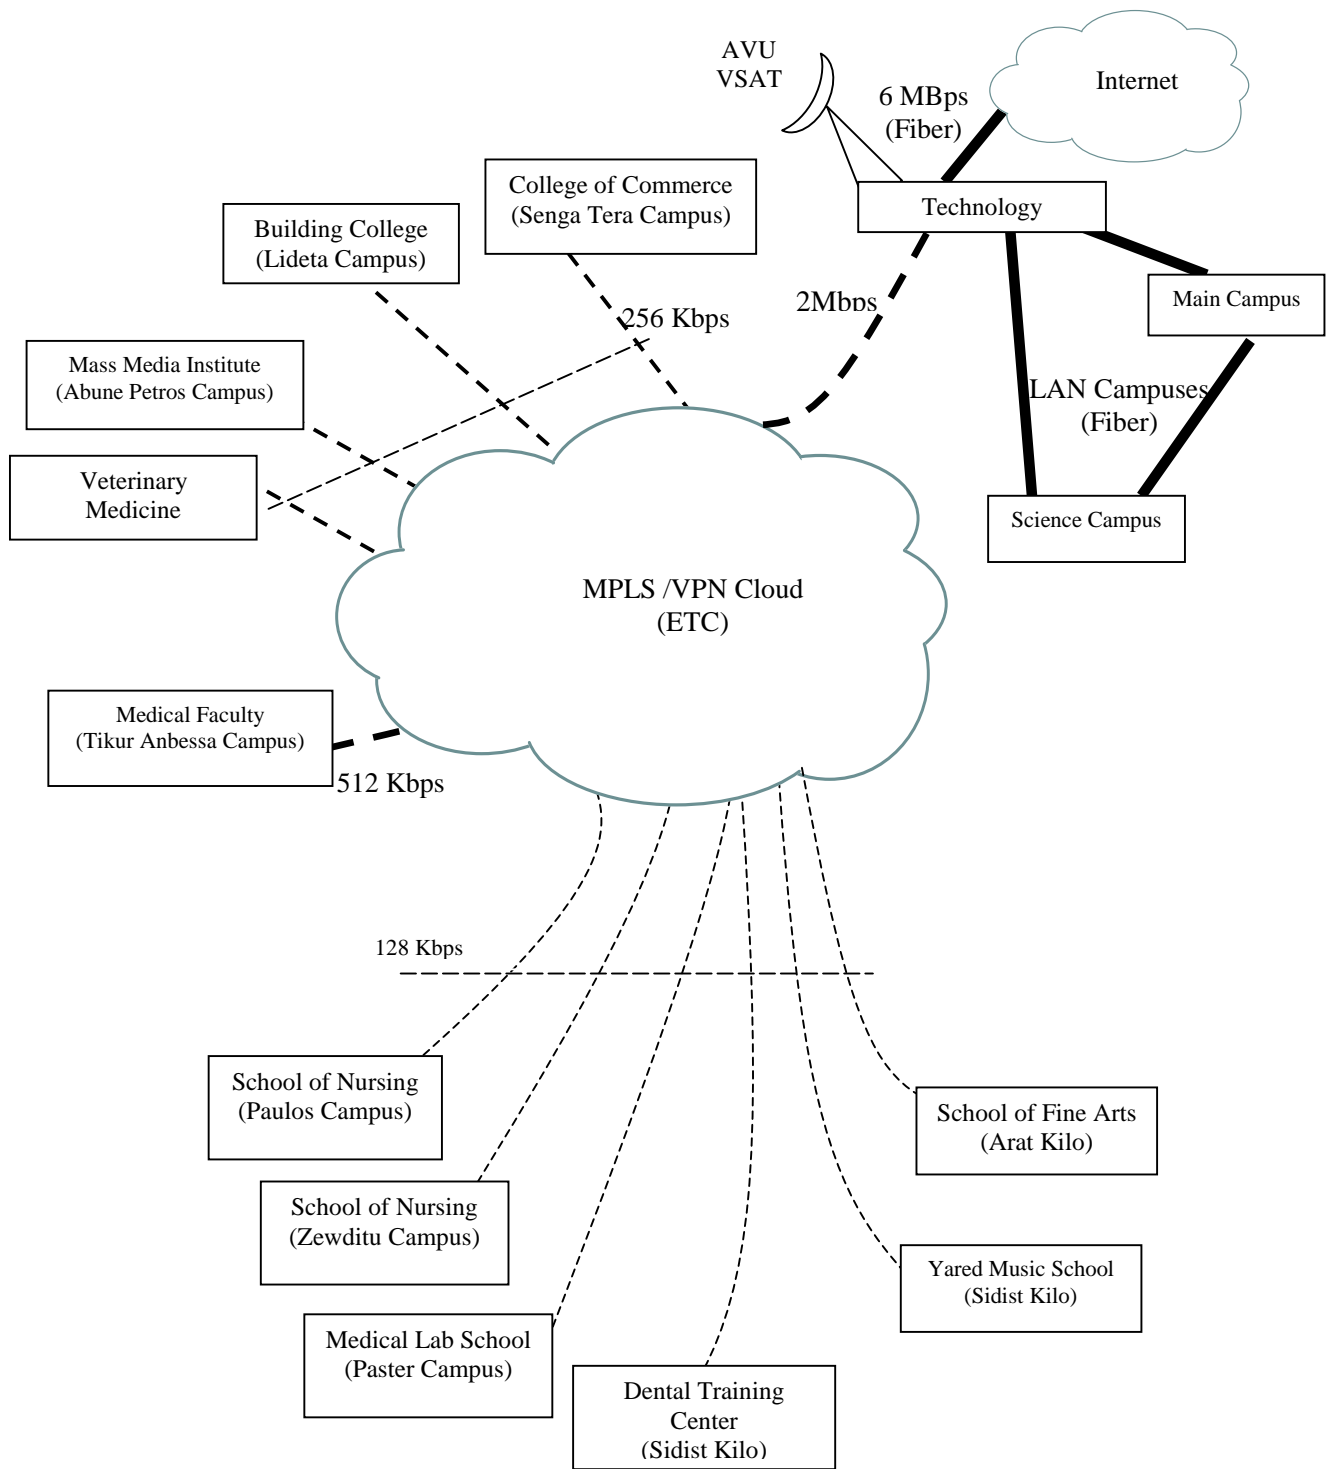 AVU
VSAT
6 MBps
(Fiber)
Internet
College of Commerce
(Senga Tera Campus)
Technology
Building College
(Lideta Campus)
2Mbps
Main Campus
256 Kbps
Mass Media Institute
(Abune Petros Campus)
LAN Campuses
(Fiber)
Veterinary
Medicine
Science Campus
MPLS /VPN Cloud
(ETC)
Medical Faculty
(Tikur Anbessa Campus)
512 Kbps
128 Kbps
School of Nursing
(Paulos Campus)
School of Fine Arts
(Arat Kilo)
School of Nursing
(Zewditu Campus)
Yared Music School
(Sidist Kilo)
Medical Lab School
(Paster Campus)
Dental Training
Center
(Sidist Kilo)